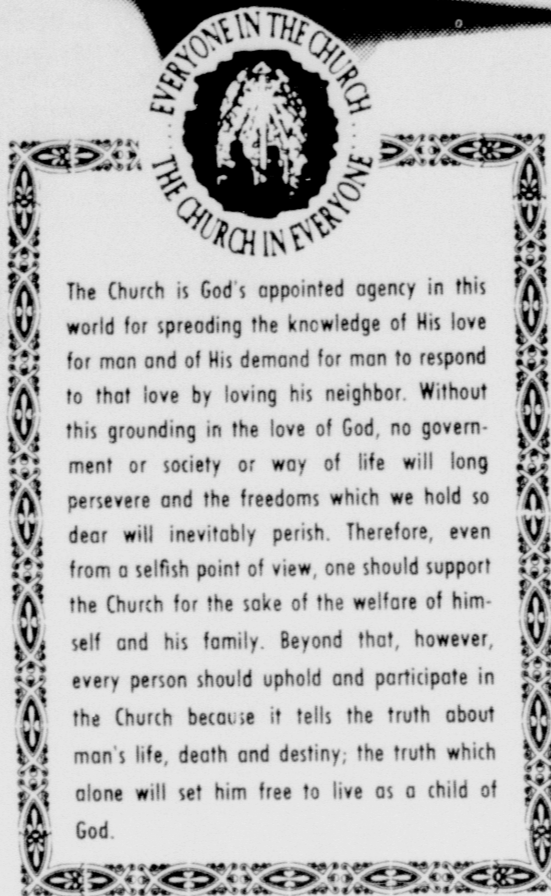 EVERYONE IN THE CHURCH
THE CHURCH IN EVERYONE
The Church is God's appointed agency in this
world for spreading the knowledge of His love
for man and of His demand for man to respond
to that love by loving his neighbor. Without
this grounding in the love of God, no govern-
ment or society or way of life will long
persevere and the freedoms which we hold so
dear will inevitably perish. Therefore, even
from a selfish point of view, one should support
the Church for the sake of the welfare of him-
self and his family. Beyond that, however,
every person should uphold and participate in
the Church because it tells the truth about
man's life, death and destiny; the truth which
alone will set him free to live as a child of
God.